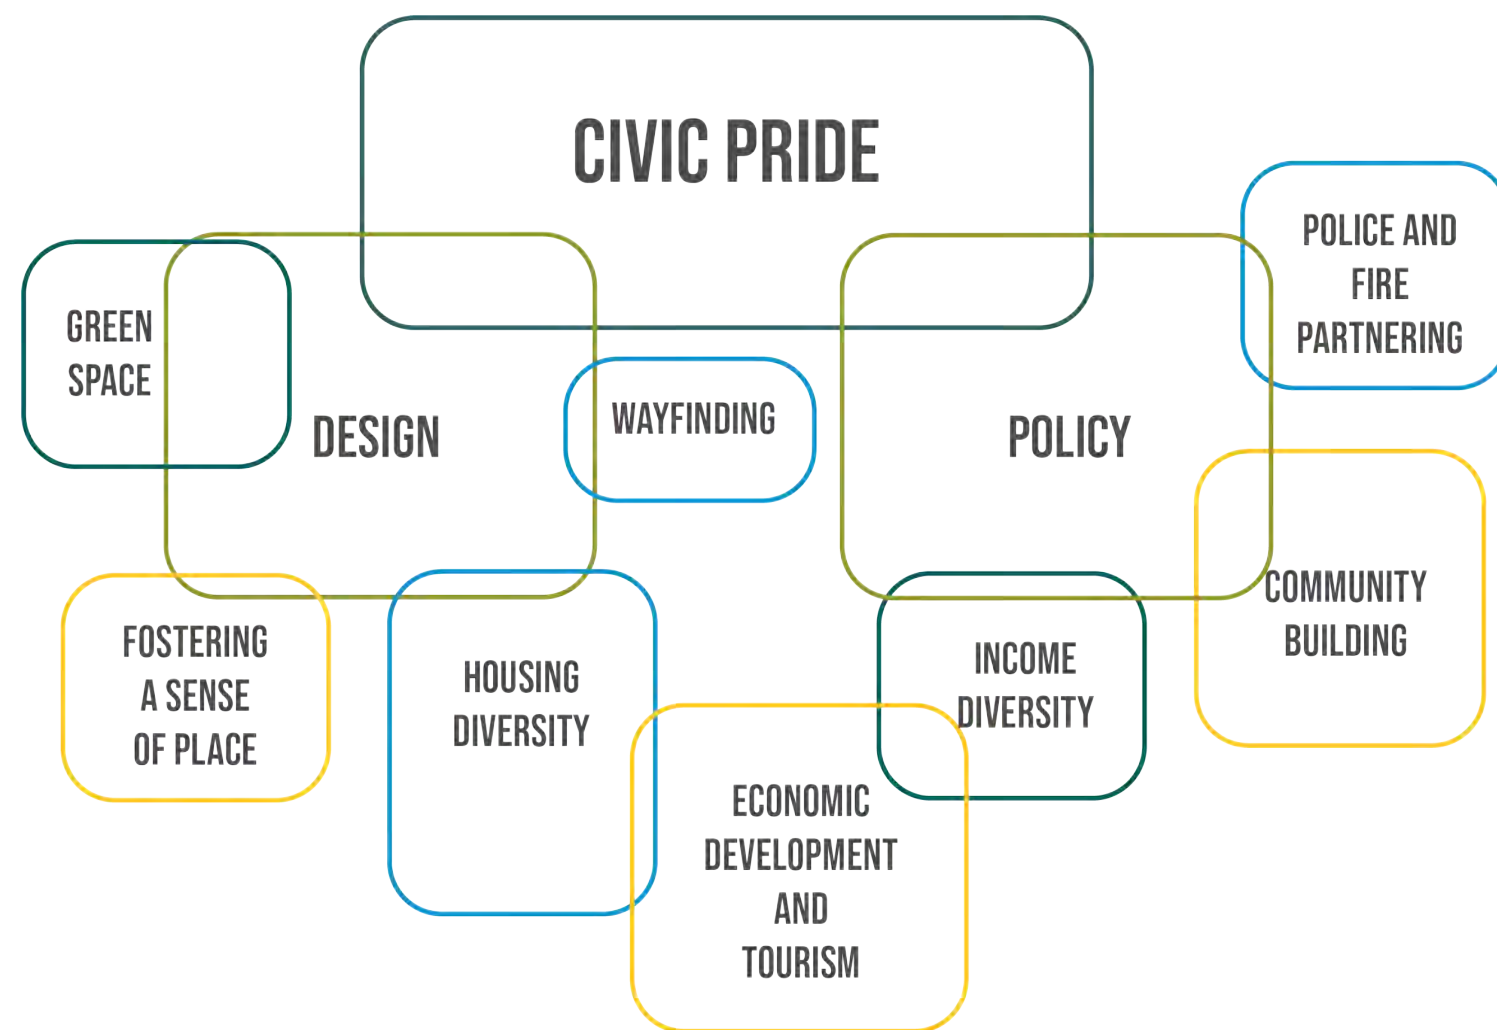 CIVIC PRIDE
POLICE AND
FIRE
PARTNERING
GREEN
SPACE
DESIGN
WAYFINDING
POLICY
COMMUNITY
BUILDING
FOSTERING
A SENSE
OF PLACE
HOUSING
DIVERSITY
INCOME
DIVERSITY
ECONOMIC
DEVELOPMENT
AND
TOURISM